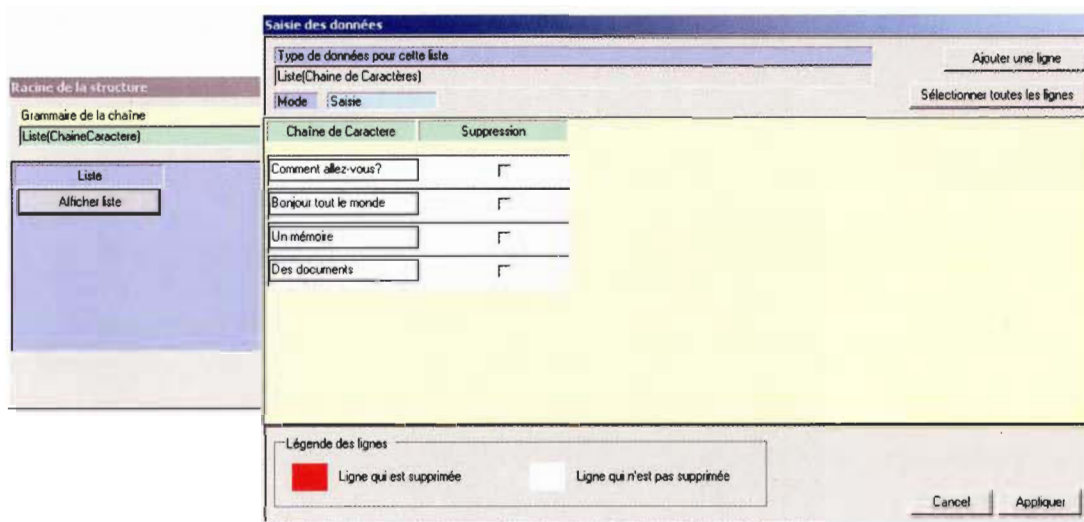 Racine de la structure
Grammaire de la chaîne
Liste(ChaineCaractere)
Liste
Afficher liste
Saisie des données
Type de données pour cette liste
Liste(Chaine de Caractères)
Mode Saisie
Ajouter une ligne
Sélectionner toutes les lignes
Chaîne de Caractere Suppression
Comment allez-vous?
Bonjour tout le monde
Un mémoire
Des documents
Légende des lignes
Ligne qui est supprimée Ligne qui n'est pas supprimée
Cancel Appliquer